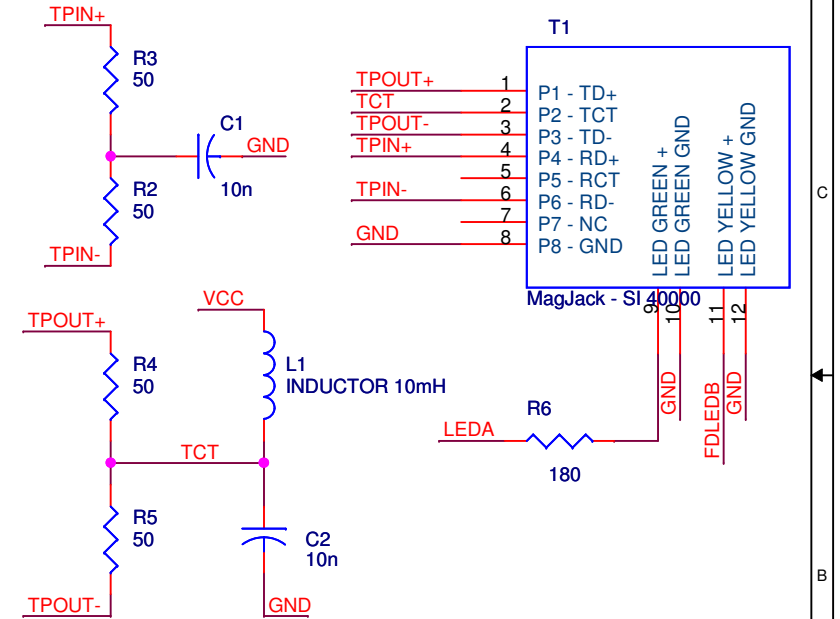 TPIN+
R3
50
C1
GND
10n
R2
50
TPIN-
T1
TPOUT+
1
P1 - TD+
TCT
2
P2 - TCT
TPOUT-
3
P3 - TD-
TPIN+
4
P4 - RD+
5
P5 - RCT
TPIN-
6
P6 - RD-
7
P7 - NC
GND
8
P8 - GND
LED GREEN +
LED GREEN GND
LED YELLOW +
LED YELLOW GND
MagJack - SI 40000
9
10
11
12
GND
FDLEDB
GND
LEDA
R6
180
VCC
TPOUT+
R4
50
L1
INDUCTOR 10mH
TCT
R5
50
C2
10n
TPOUT-
GND
C
B